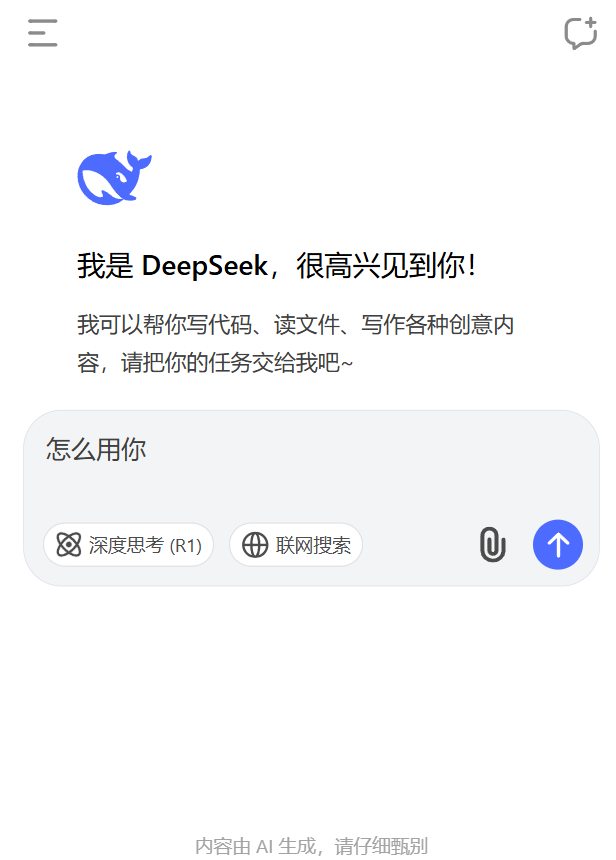 我是 DeepSeek，很高兴见到你！
我可以帮你写代码、读文件、写作各种创意内
容，请把你的任务交给我吧~
怎么用你
深度思考 (R1)
联网搜索
内容由 AI 生成，请仔细甄别